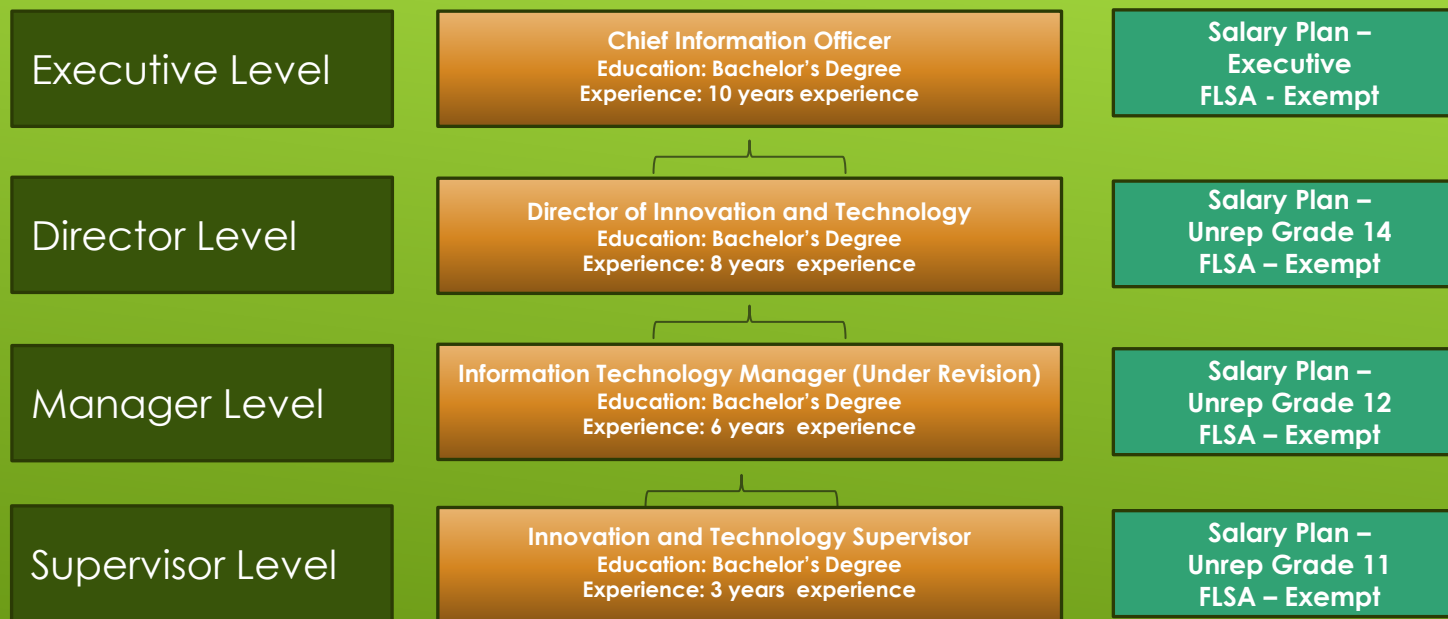 Executive Level
Chief Information Officer
Education: Bachelor's Degree
Experience: 10 years experience
Salary Plan –
Executive
FLSA - Exempt
Director Level
Director of Innovation and Technology
Education: Bachelor's Degree
Experience: 8 years  experience
Salary Plan –
Unrep Grade 14
FLSA – Exempt
Manager Level
Information Technology Manager (Under Revision)
Education: Bachelor's Degree
Experience: 6 years  experience
Salary Plan –
Unrep Grade 12
FLSA – Exempt
Supervisor Level
Innovation and Technology Supervisor
Education: Bachelor's Degree
Experience: 3 years  experience
Salary Plan –
Unrep Grade 11
FLSA – Exempt